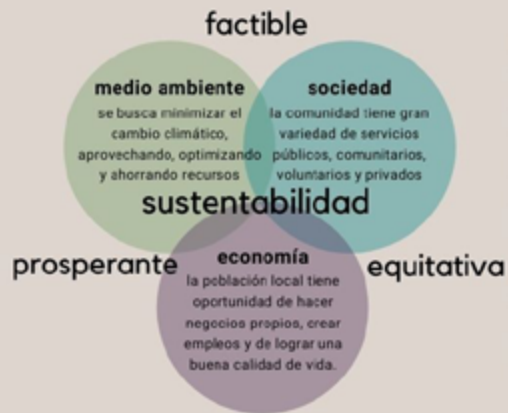 factible
medio ambiente
se busca minimizar el
cambio climático,
aprovechando, optimizando
y ahorrando recursos
sociedad
la comunidad tiene gran
variedad de servicios
públicos, comunitarios,
voluntarios y privados
sustentabilidad
prosperante
economía
la población local tiene
oportunidad de hacer
negocios propios, crear
empleos y de lograr una
buena calidad de vida.
equitativa